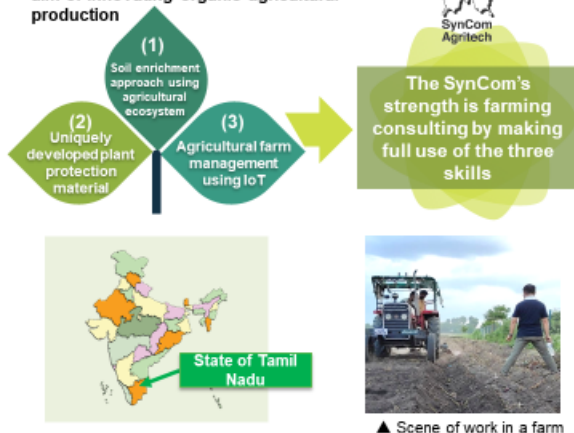 production
(1)
Soil enrichment
approach using
agricultural
ecosystem
(2)
Uniquely
developed plant
protection
material
(3)
Agricultural farm
management
using IoT
SynCom
Agritech
The SynCom's
strength is farming
consulting by making
full use of the three
skills
State of Tamil
Nadu
▲ Scene of work in a farm